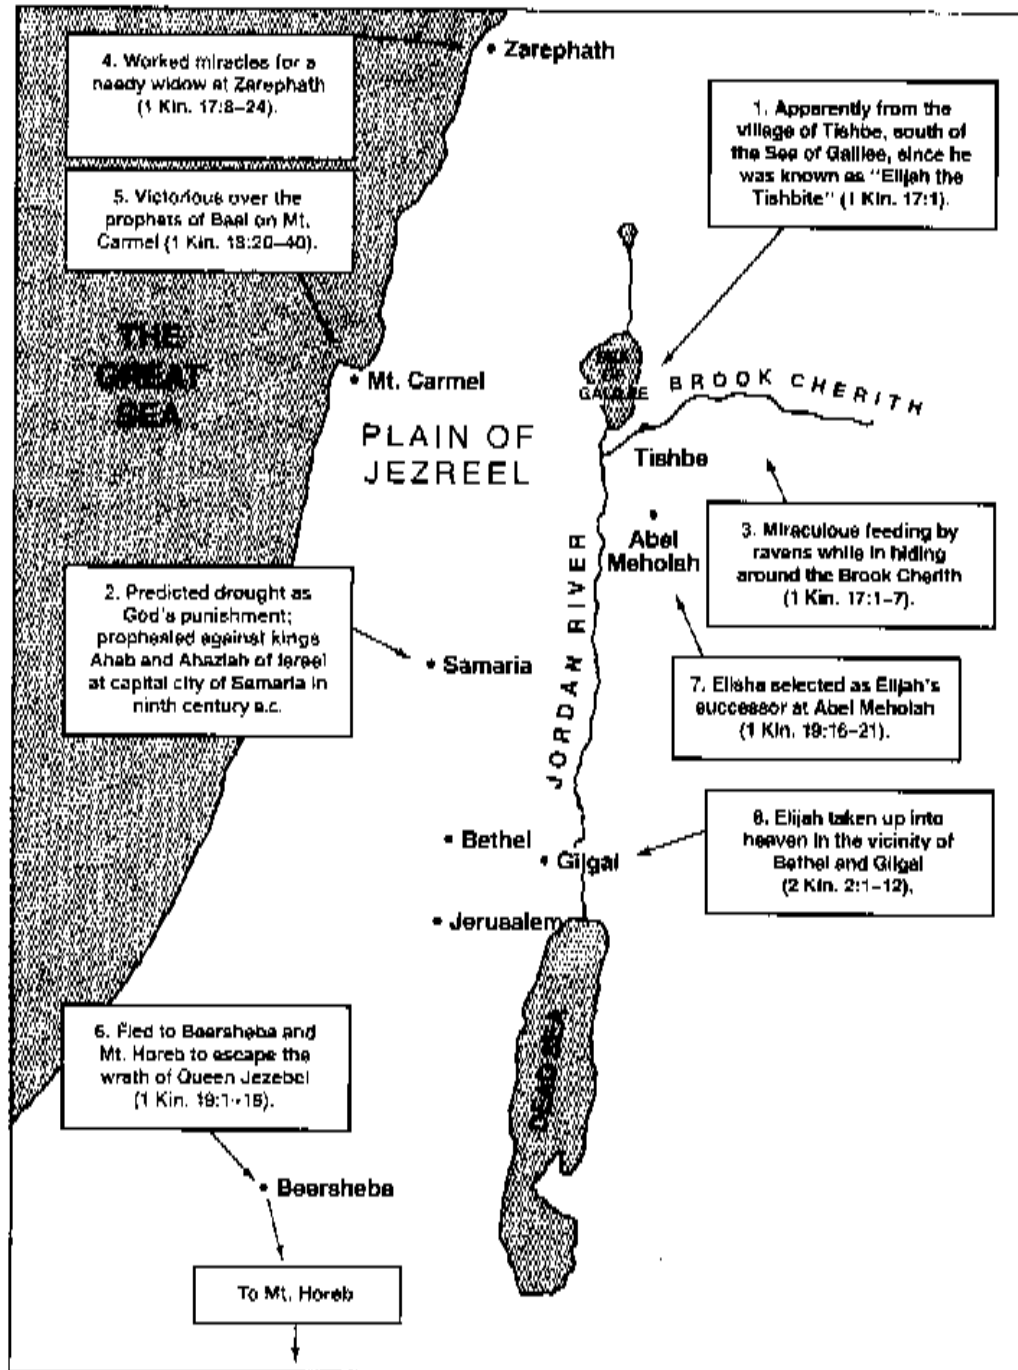 4. Worked miracles for a
needy widow at Zarephath
(1 Kin. 17:8–24).
• Zarephath
1. Apparently from the
village of Tishbe, south of
the Sea of Galilee, since he
was known as "Elijah the
Tishbite" (1 Kin. 17:1).
5. Victorious over the
prophets of Baal on Mt.
Carmel (1 Kin. 18:20–40).
THE
GREAT
SEA
• Mt. Carmel
SEA
OF
GALILEE
BROOK CHERITH
PLAIN OF
JEZREEL
Tishbe
• Abel
Meholah
3. Miraculous feeding by
ravens while in hiding
around the Brook Cherith
(1 Kin. 17:1–7).
JORDAN RIVER
2. Predicted drought as
God's punishment;
prophesied against kings
Ahab and Ahaziah of Israel
at capital city of Samaria in
ninth century B.C.
• Samaria
7. Elisha selected as Elijah's
successor at Abel Meholah
(1 Kin. 19:16–21).
• Bethel
• Gilgal
8. Elijah taken up into
heaven in the vicinity of
Bethel and Gilgal
(2 Kin. 2:1–12).
• Jerusalem
DEAD SEA
6. Fled to Beersheba and
Mt. Horeb to escape the
wrath of Queen Jezebel
(1 Kin. 19:1–18).
• Beersheba
To Mt. Horeb